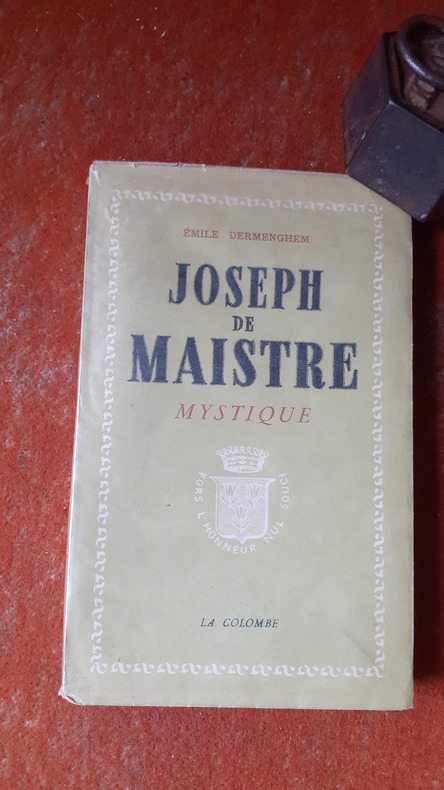 ÉMILE DERMENGHEM
JOSEPH
DE
MAISTRE
MYSTIQUE
FORS L'HONNEUR NUL SOUCI
LA COLOMBE